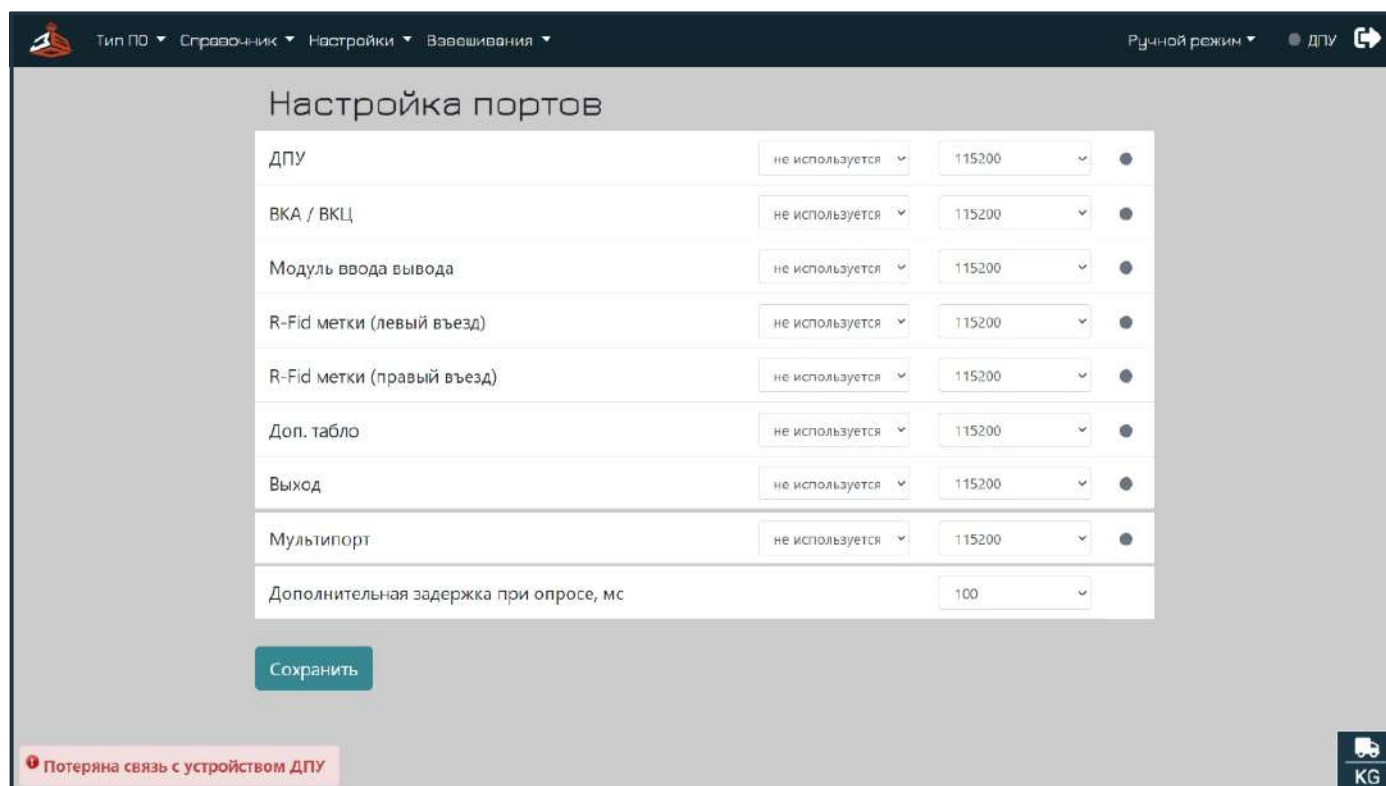 Тип ПО Справочник Настройки Взвешивания Ручной режим ДПУ
Настройка портов
ДПУ не используется 115200
ВКА / ВКЦ не используется 115200
Модуль ввода вывода не используется 115200
R-Fid метки (левый въезд) не используется 115200
R-Fid метки (правый въезд) не используется 115200
Доп. табло не используется 115200
Выход не используется 115200
Мультипорт не используется 115200
Дополнительная задержка при опросе, мс 100
Сохранить
Потеряна связь с устройством ДПУ
KG